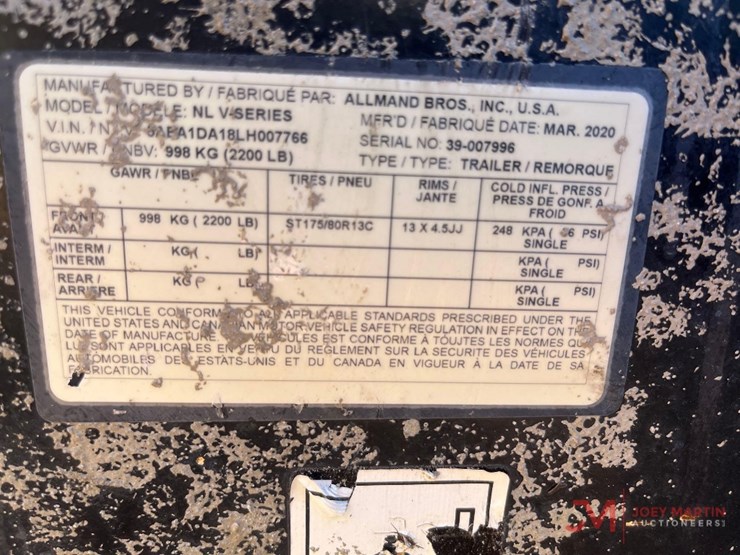 MANUFACTURED BY / FABRIQUÉ PAR: ALLMAND BROS., INC., U.S.A.
MODEL / MODÈLE: NL V-SERIES MFR'D / FABRIQUÉ DATE: MAR. 2020
V.I.N. / A1DA18LH007766 SERIAL NO: 39-007996
GVWR / PNBV: 998 KG (2200 LB) TYPE / TYPE: TRAILER / REMORQUE
GAWR / PNBE TIRES / PNEU RIMS / JANTE COLD INFL. PRESS / PRESS DE GONF. A FROID
FRONT / AVANT 998 KG ( 2200 LB) ST175/80R13C 13 X 4.5JJ 248 KPA ( PSI) SINGLE
INTERM / INTERM KG ( LB) KPA ( PSI) SINGLE
REAR / ARRIÈRE KG ( LB) KPA ( PSI) SINGLE
THIS VEHICLE CONFORMS TO ALL APPLICABLE STANDARDS PRESCRIBED UNDER THE
UNITED STATES AND CANADIAN MOTOR VEHICLE SAFETY REGULATION IN EFFECT ON THE
DATE OF MANUFACTURE VEHICULES EST CONFORME À TOUTES LES NORMES QUI
LUI SONT APPLICABLES EN VERTU DU REGLEMENT SUR LA SECURITE DES VÉHICULES
AUTOMOBILES DES ETATS-UNIS ET DU CANADA EN VIGUEUR À LA DATE DE SA
FABRICATION.
JM JOEY MARTIN
AUCTIONEERS